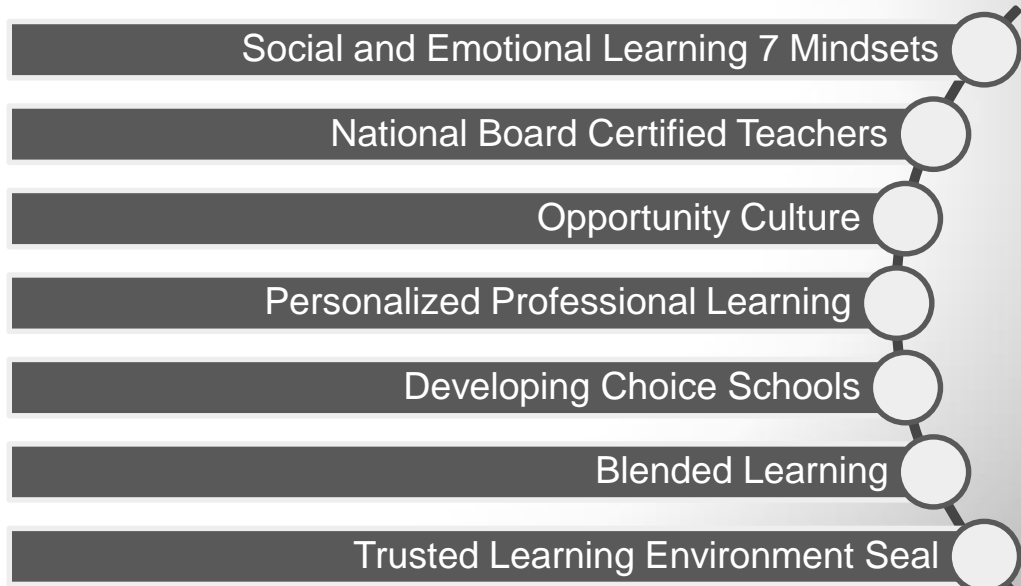 Social and Emotional Learning 7 Mindsets
National Board Certified Teachers
Opportunity Culture
Personalized Professional Learning
Developing Choice Schools
Blended Learning
Trusted Learning Environment Seal